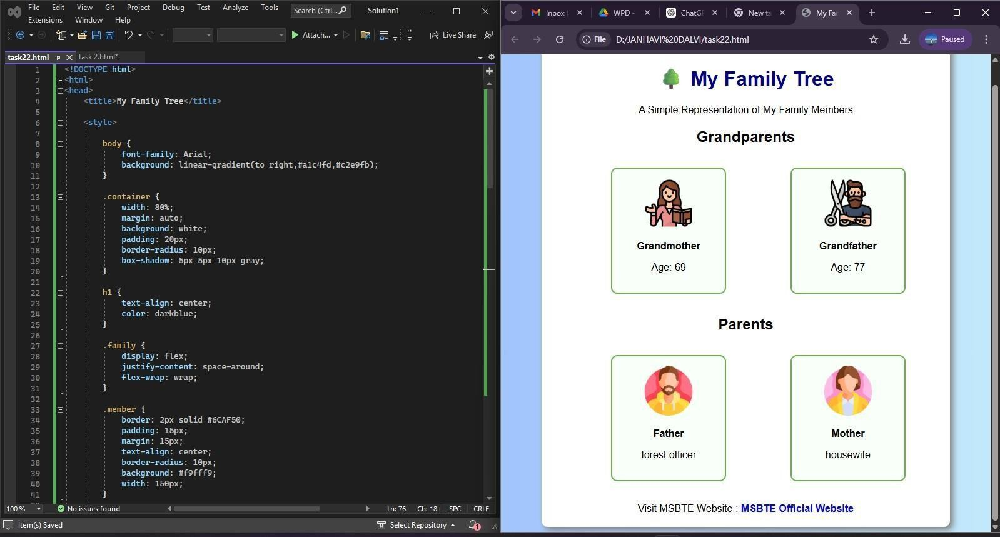 File Edit View Git Project Debug Test Analyze Tools Search (Ctrl... Solution1
Extensions Window Help
Attach... Live Share
task22.html task 2.html*
1 <!DOCTYPE html>
2 <html>
3 <head>
4 <title>My Family Tree</title>
5
6 <style>
7
8 body {
9 font-family: Arial;
10 background: linear-gradient(to right,#a1c4fd,#c2e9fb);
11 }
12
13 .container {
14 width: 80%;
15 margin: auto;
16 background: white;
17 padding: 20px;
18 border-radius: 10px;
19 box-shadow: 5px 5px 10px gray;
20 }
21
22 h1 {
23 text-align: center;
24 color: darkblue;
25 }
26
27 .family {
28 display: flex;
29 justify-content: space-around;
30 flex-wrap: wrap;
31 }
32
33 .member {
34 border: 2px solid #6CAF50;
35 padding: 15px;
36 margin: 15px;
37 text-align: center;
38 border-radius: 10px;
39 background: #f9fff9;
40 width: 150px;
41 }
100 % No issues found Ln: 76 Ch: 18 SPC CRLF
Item(s) Saved Select Repository 1
Inbox ( WPD - ChatGP New ta My Far
File D:/JANHAVI%20DALVI/task22.html Paused
My Family Tree
A Simple Representation of My Family Members
Grandparents
Grandmother Grandfather
Age: 69 Age: 77
Parents
Father Mother
forest officer housewife
Visit MSBTE Website : MSBTE Official Website